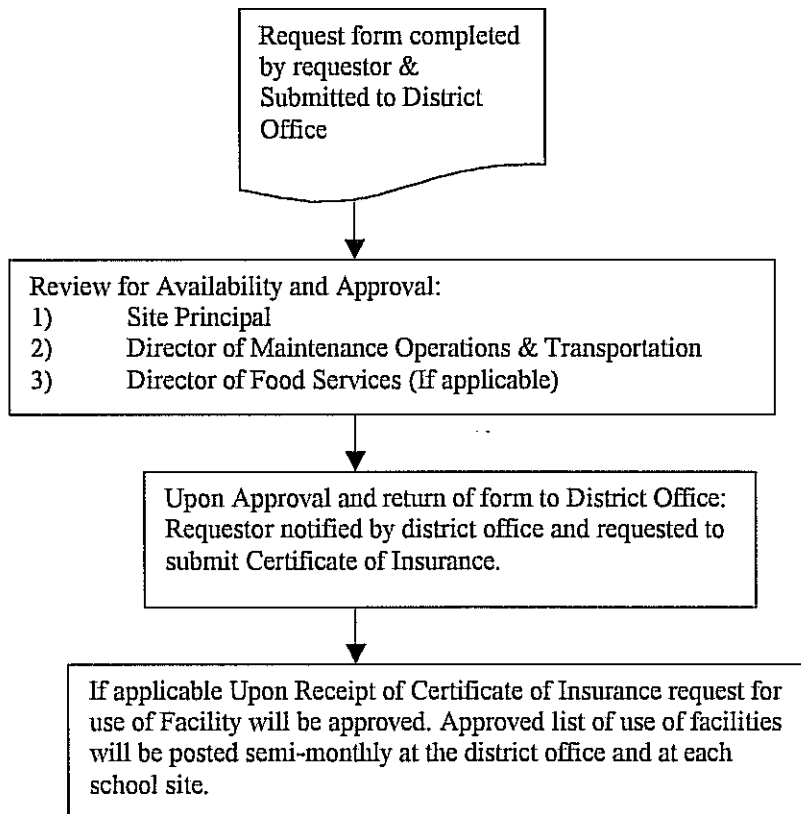 Request form completed
by requestor &
Submitted to District
Office
Review for Availability and Approval:
1) Site Principal
2) Director of Maintenance Operations & Transportation
3) Director of Food Services (If applicable)
Upon Approval and return of form to District Office:
Requestor notified by district office and requested to
submit Certificate of Insurance.
If applicable Upon Receipt of Certificate of Insurance request for
use of Facility will be approved. Approved list of use of facilities
will be posted semi-monthly at the district office and at each
school site.